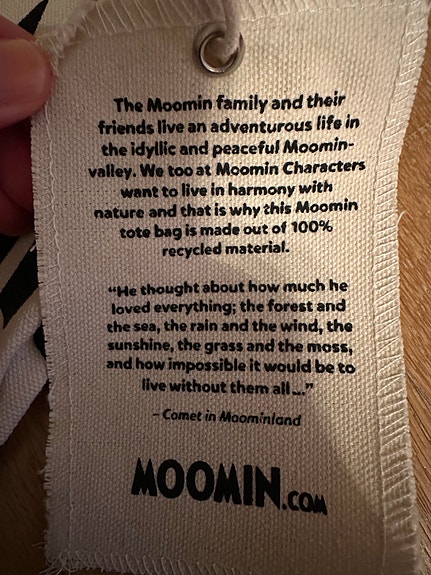 The Moomin family and their
friends live an adventurous life in
the idyllic and peaceful Moomin-
valley. We too at Moomin Characters
want to live in harmony with
nature and that is why this Moomin
tote bag is made out of 100%
recycled material.
“He thought about how much he
loved everything; the forest and
the sea, the rain and the wind, the
sunshine, the grass and the moss,
and how impossible it would be to
live without them all...”
– Comet in Moominland
MOOMIN.COM